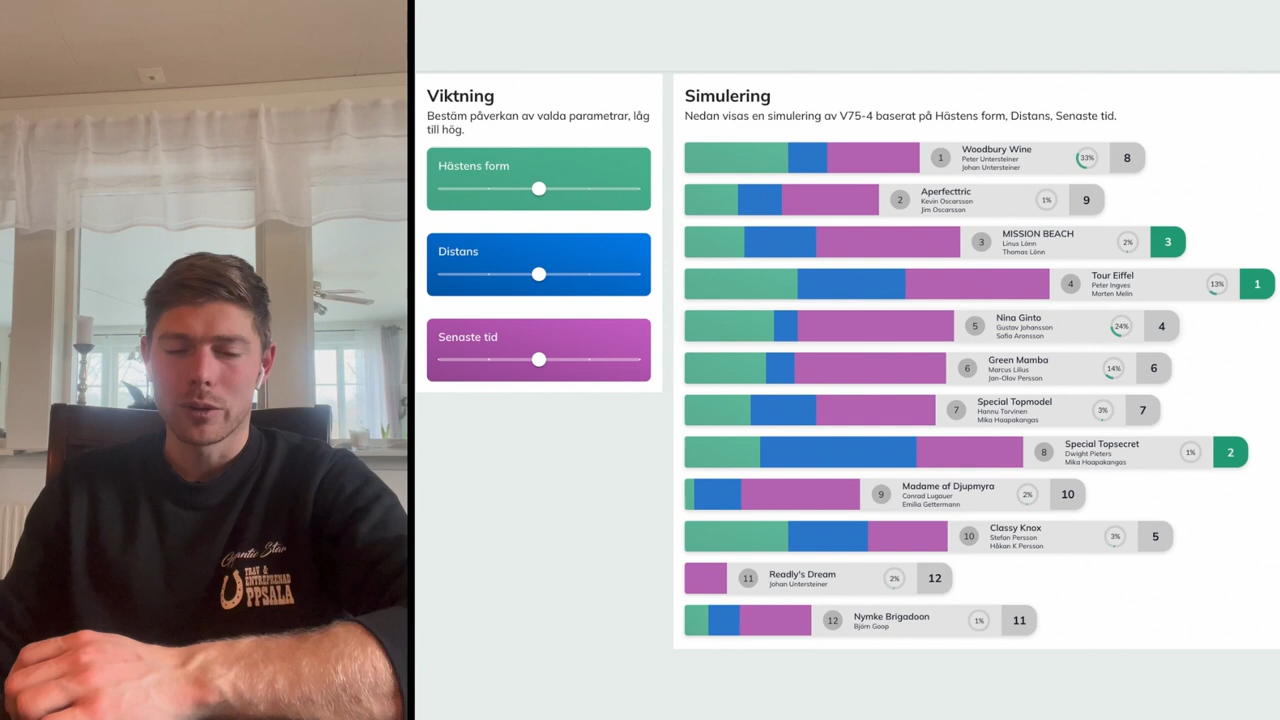 Gigantic Star
TRAV &
ENTREPRENAD
UPPSALA
Viktning
Bestäm påverkan av valda parametrar, låg
till hög.
Hästens form
Distans
Senaste tid
Simulering
Nedan visas en simulering av V75-4 baserat på Hästens form, Distans, Senaste tid.
1 Woodbury Wine 33% 8
Peter Untersteiner
Johan Untersteiner
2 Aperfecttric 1% 9
Kevin Oscarsson
Jim Oscarsson
3 MISSION BEACH 2% 3
Linus Lönn
Thomas Lönn
4 Tour Eiffel 13% 1
Peter Ingves
Marten Melin
5 Nina Ginto 24% 4
Gustav Johansson
Sofia Aronsson
6 Green Mamba 14% 6
Marcus Lilius
Jan-Olov Persson
7 Special Topmodel 3% 7
Hannu Torvinen
Mika Haapakangas
8 Special Topsecret 1% 2
Dwight Pieters
Mika Haapakangas
9 Madame af Djupmyra 2% 10
Conrad Lugauer
Emilia Gettermann
10 Classy Knox 3% 5
Stefan Persson
Håkan K Persson
11 Readly's Dream 2% 12
Johan Untersteiner
12 Nymke Brigadoon 1% 11
Björn Goop